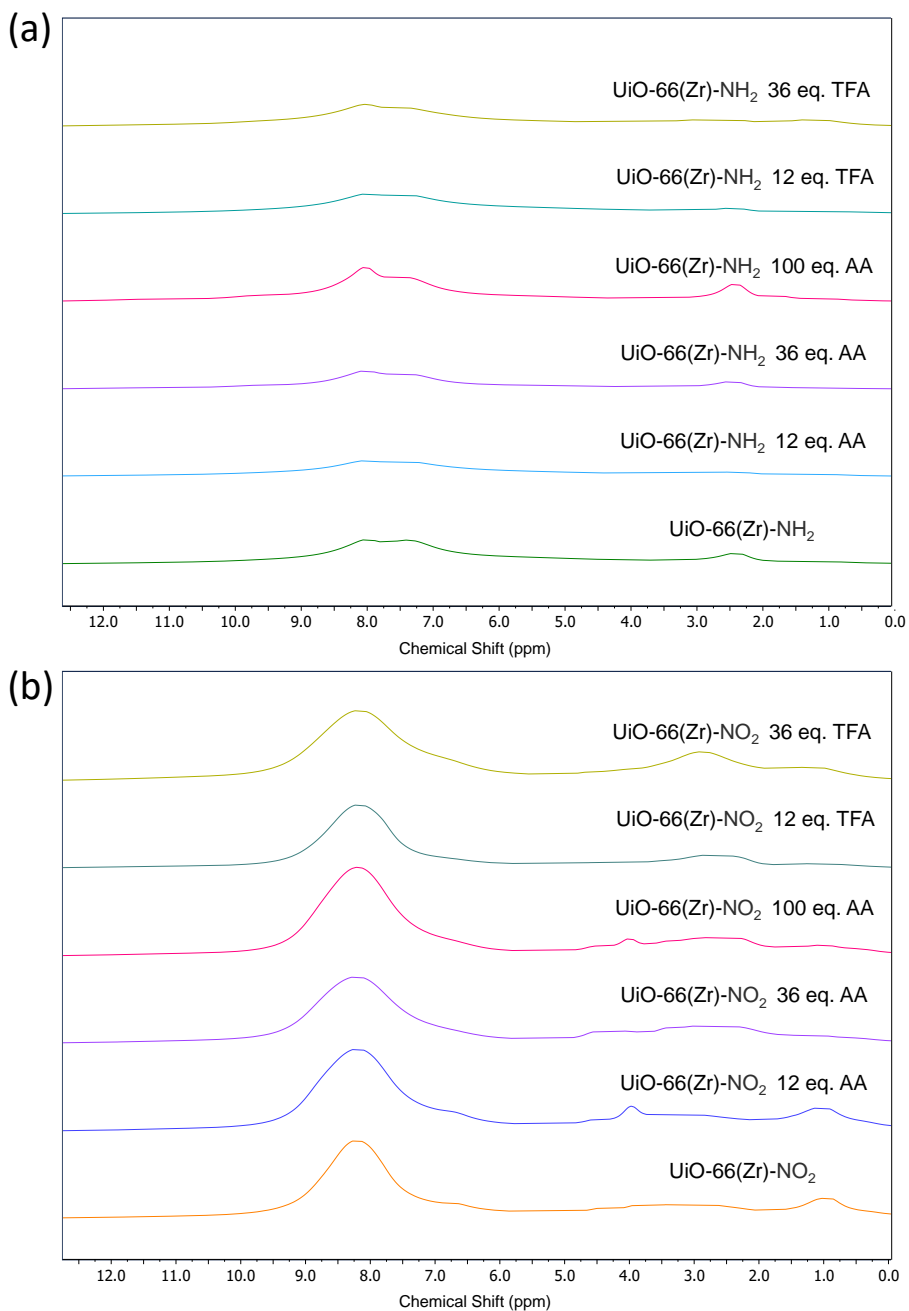 (a)
UiO-66(Zr)-NH₂ 36 eq. TFA
UiO-66(Zr)-NH₂ 12 eq. TFA
UiO-66(Zr)-NH₂ 100 eq. AA
UiO-66(Zr)-NH₂ 36 eq. AA
UiO-66(Zr)-NH₂ 12 eq. AA
UiO-66(Zr)-NH₂
12.0 11.0 10.0 9.0 8.0 7.0 6.0 5.0 4.0 3.0 2.0 1.0 0.0
Chemical Shift (ppm)
(b)
UiO-66(Zr)-NO₂ 36 eq. TFA
UiO-66(Zr)-NO₂ 12 eq. TFA
UiO-66(Zr)-NO₂ 100 eq. AA
UiO-66(Zr)-NO₂ 36 eq. AA
UiO-66(Zr)-NO₂ 12 eq. AA
UiO-66(Zr)-NO₂
12.0 11.0 10.0 9.0 8.0 7.0 6.0 5.0 4.0 3.0 2.0 1.0 0.0
Chemical Shift (ppm)